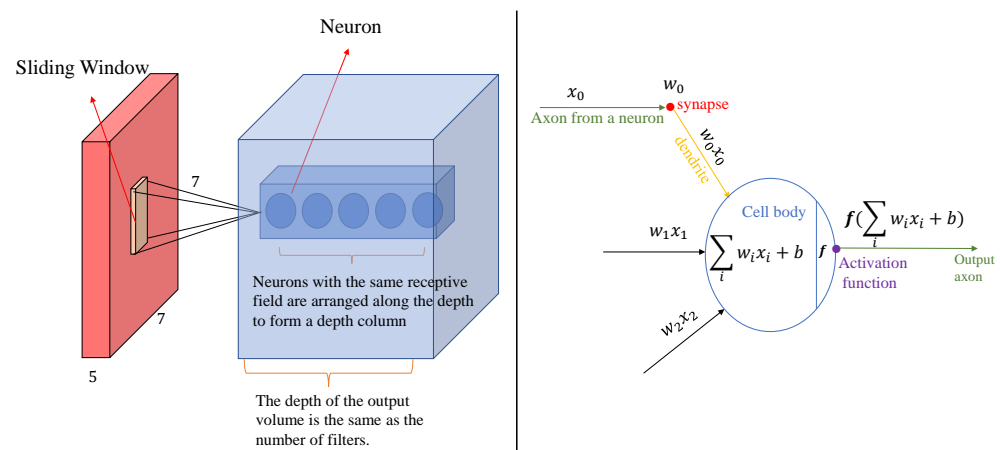 Neuron
Sliding Window
7
7
5
Neurons with the same receptive
field are arranged along the depth
to form a depth column
The depth of the output
volume is the same as the
number of filters.
w₀
x₀
synapse
Axon from a neuron
w₀x₀
dendrite
Cell body
w₁x₁
∑ᵢ wᵢxᵢ + b
f
f(∑ᵢ wᵢxᵢ + b)
Activation
function
Output
axon
w₂x₂